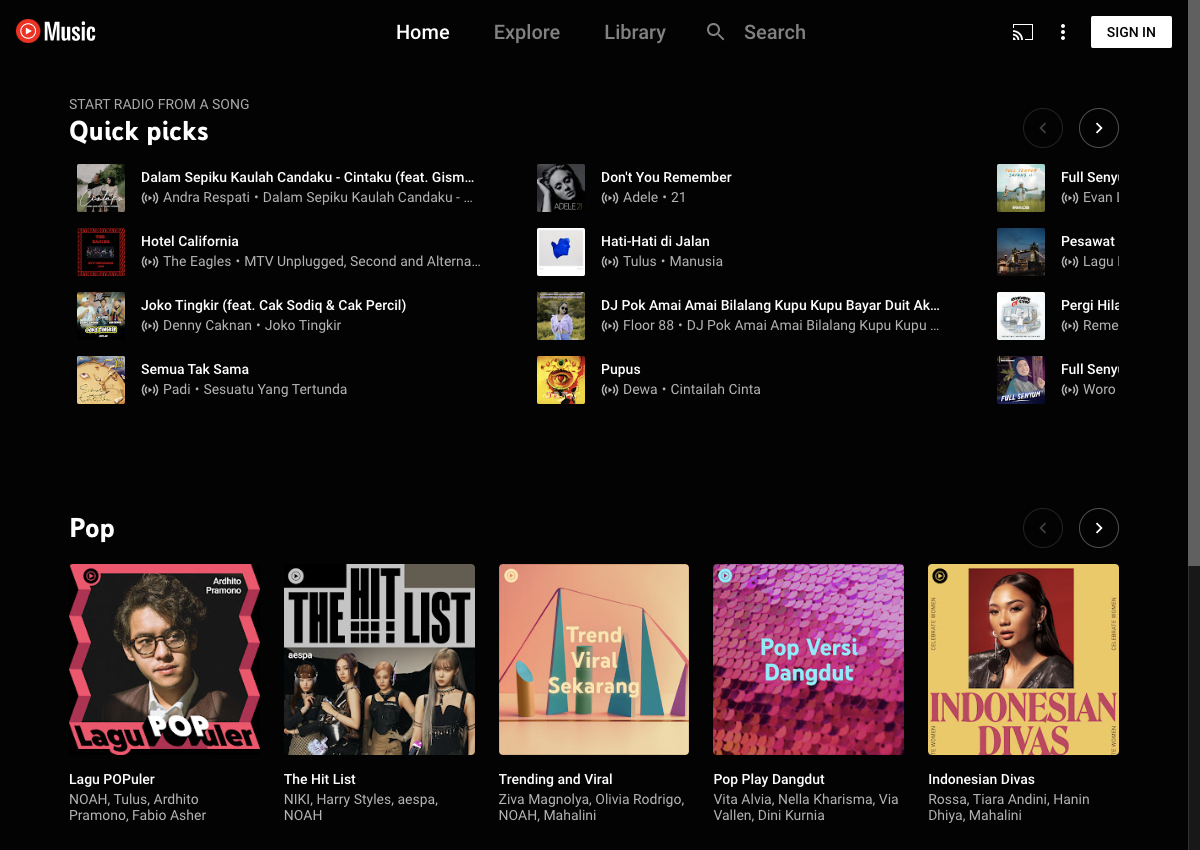 Music
Home
Explore
Library
Search
SIGN IN
START RADIO FROM A SONG
Quick picks
Dalam Sepiku Kaulah Candaku - Cintaku (feat. Gism...
Andra Respati • Dalam Sepiku Kaulah Candaku - ...
Hotel California
The Eagles • MTV Unplugged, Second and Alterna...
Joko Tingkir (feat. Cak Sodiq & Cak Percil)
Denny Caknan • Joko Tingkir
Semua Tak Sama
Padi • Sesuatu Yang Tertunda
ADELE 21
Don't You Remember
Adele • 21
Hati-Hati di Jalan
Tulus • Manusia
DJ Pok Amai Amai Bilalang Kupu Kupu Bayar Duit Ak...
Floor 88 • DJ Pok Amai Amai Bilalang Kupu Kupu ...
Pupus
Dewa • Cintailah Cinta
Full Seny
Evan
Pesawat
Lagu
Pergi Hila
Reme
FULL SENYUM
Full Seny
Woro
Pop
Ardhito
Pramono
Lagu POPuler
THE HIT LIST
aespa
Trend
Viral
Sekarang
Pop Versi
Dangdut
CELEBRATE WOMEN
CELEBRATE WOMEN
INDONESIAN
DIVAS
Lagu POPuler
NOAH, Tulus, Ardhito
Pramono, Fabio Asher
The Hit List
NIKI, Harry Styles, aespa,
NOAH
Trending and Viral
Ziva Magnolya, Olivia Rodrigo,
NOAH, Mahalini
Pop Play Dangdut
Vita Alvia, Nella Kharisma, Via
Vallen, Dini Kurnia
Indonesian Divas
Rossa, Tiara Andini, Hanin
Dhiya, Mahalini